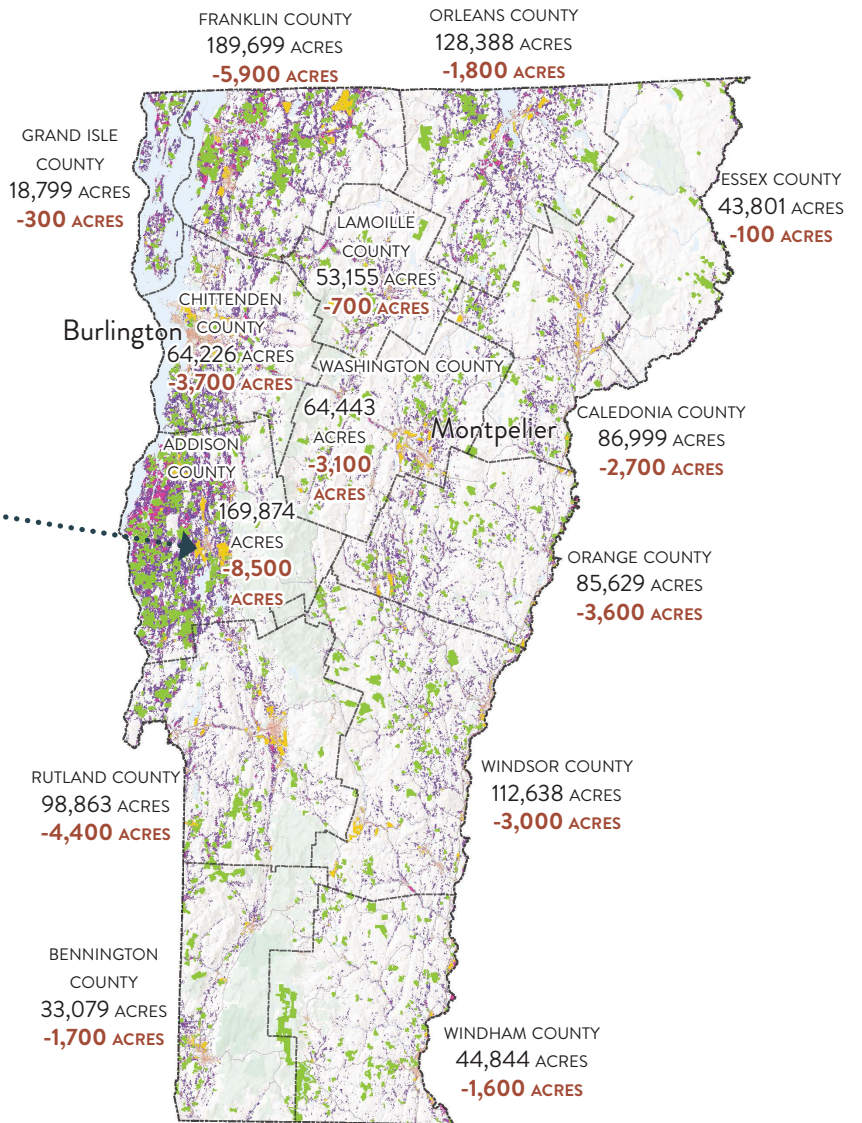 FRANKLIN COUNTY
189,699 ACRES
-5,900 ACRES
ORLEANS COUNTY
128,388 ACRES
-1,800 ACRES
GRAND ISLE
COUNTY
18,799 ACRES
-300 ACRES
ESSEX COUNTY
43,801 ACRES
-100 ACRES
LAMOILLE
COUNTY
53,155 ACRES
-700 ACRES
CHITTENDEN
COUNTY
64,226 ACRES
-3,700 ACRES
Burlington
WASHINGTON COUNTY
64,443
ACRES
-3,100
ACRES
Montpelier
CALEDONIA COUNTY
86,999 ACRES
-2,700 ACRES
ADDISON
COUNTY
169,874
ACRES
-8,500
ACRES
ORANGE COUNTY
85,629 ACRES
-3,600 ACRES
RUTLAND COUNTY
98,863 ACRES
-4,400 ACRES
WINDSOR COUNTY
112,638 ACRES
-3,000 ACRES
BENNINGTON
COUNTY
33,079 ACRES
-1,700 ACRES
WINDHAM COUNTY
44,844 ACRES
-1,600 ACRES